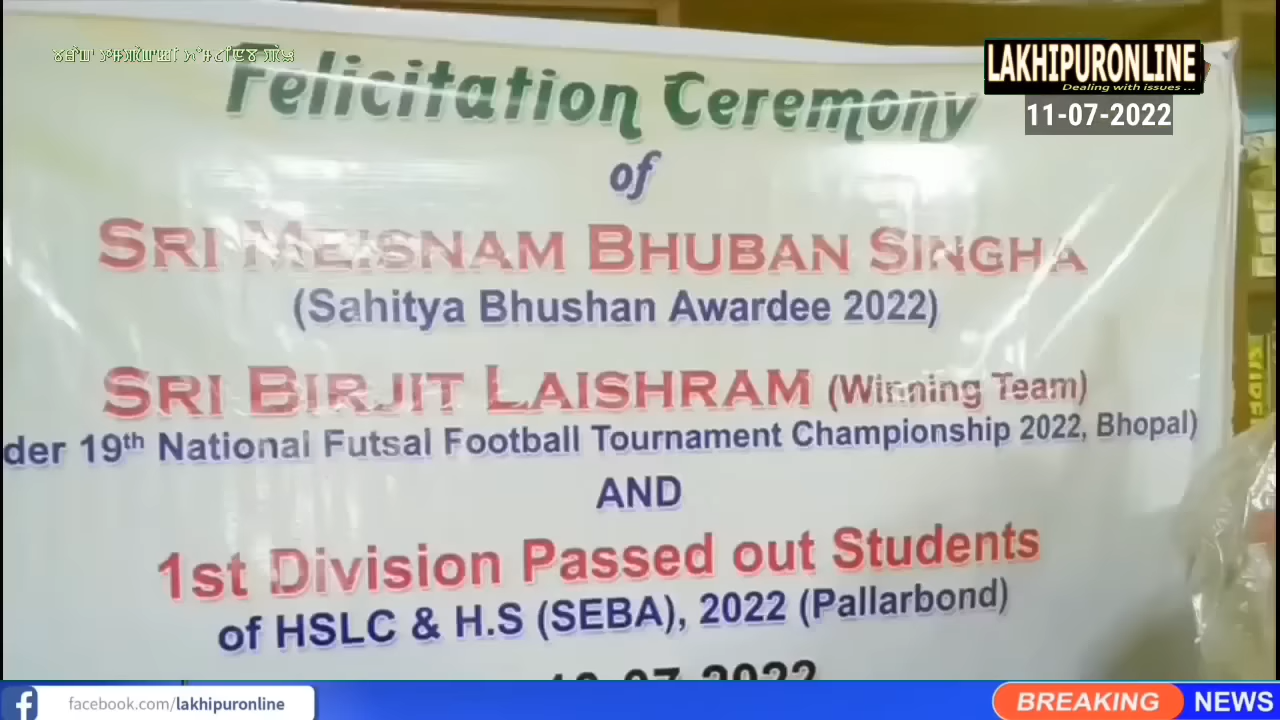 LAKHIPURONLINE
Dealing with issues ...
11-07-2022
Felicitation Ceremony
of
SRI MEISNAM BHUBAN SINGHA
(Sahitya Bhushan Awardee 2022)
SRI BIRJIT LAISHRAM (Winning Team)
der 19th National Futsal Football Tournament Championship 2022, Bhopal)
AND
1st Division Passed out Students
of HSLC & H.S (SEBA), 2022 (Pallarbond)
07-2022
facebook.com/lakhipuronline
BREAKING NEWS